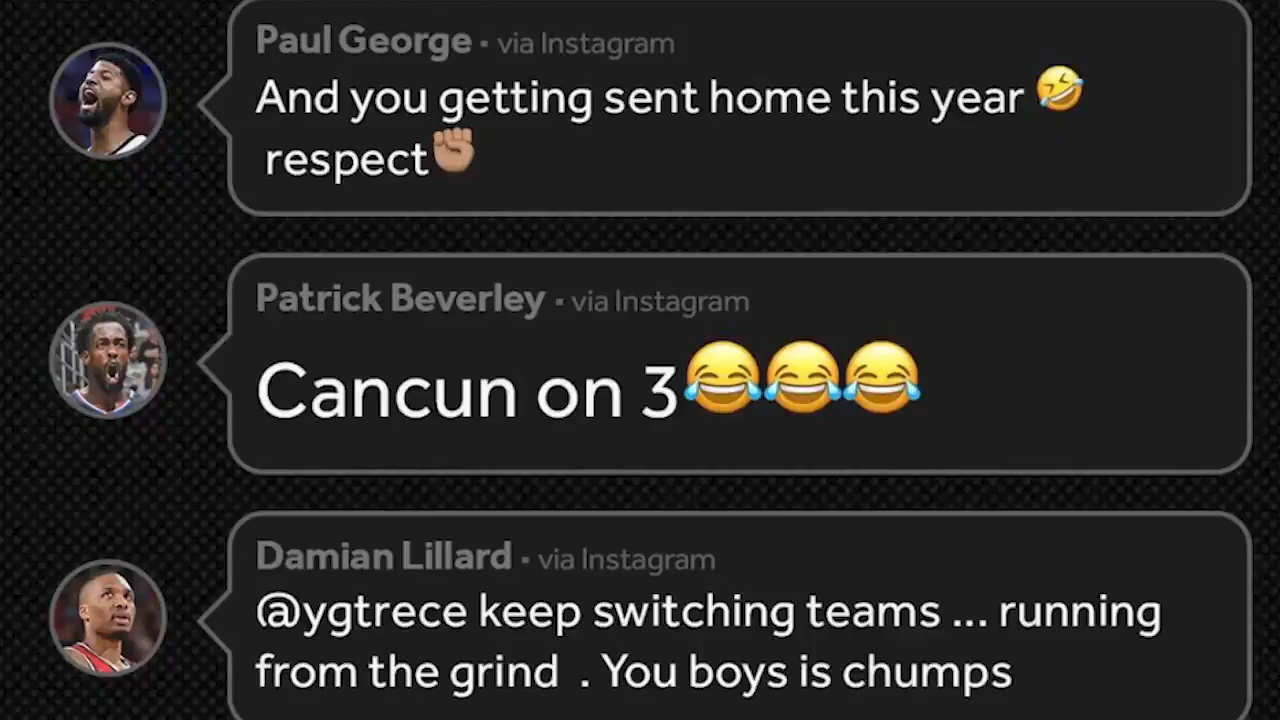 Paul George · via Instagram
And you getting sent home this year 🤣
respect✊🏽
Patrick Beverley · via Instagram
Cancun on 3😂😂😂
Damian Lillard · via Instagram
@ygtrece keep switching teams ... running
from the grind . You boys is chumps